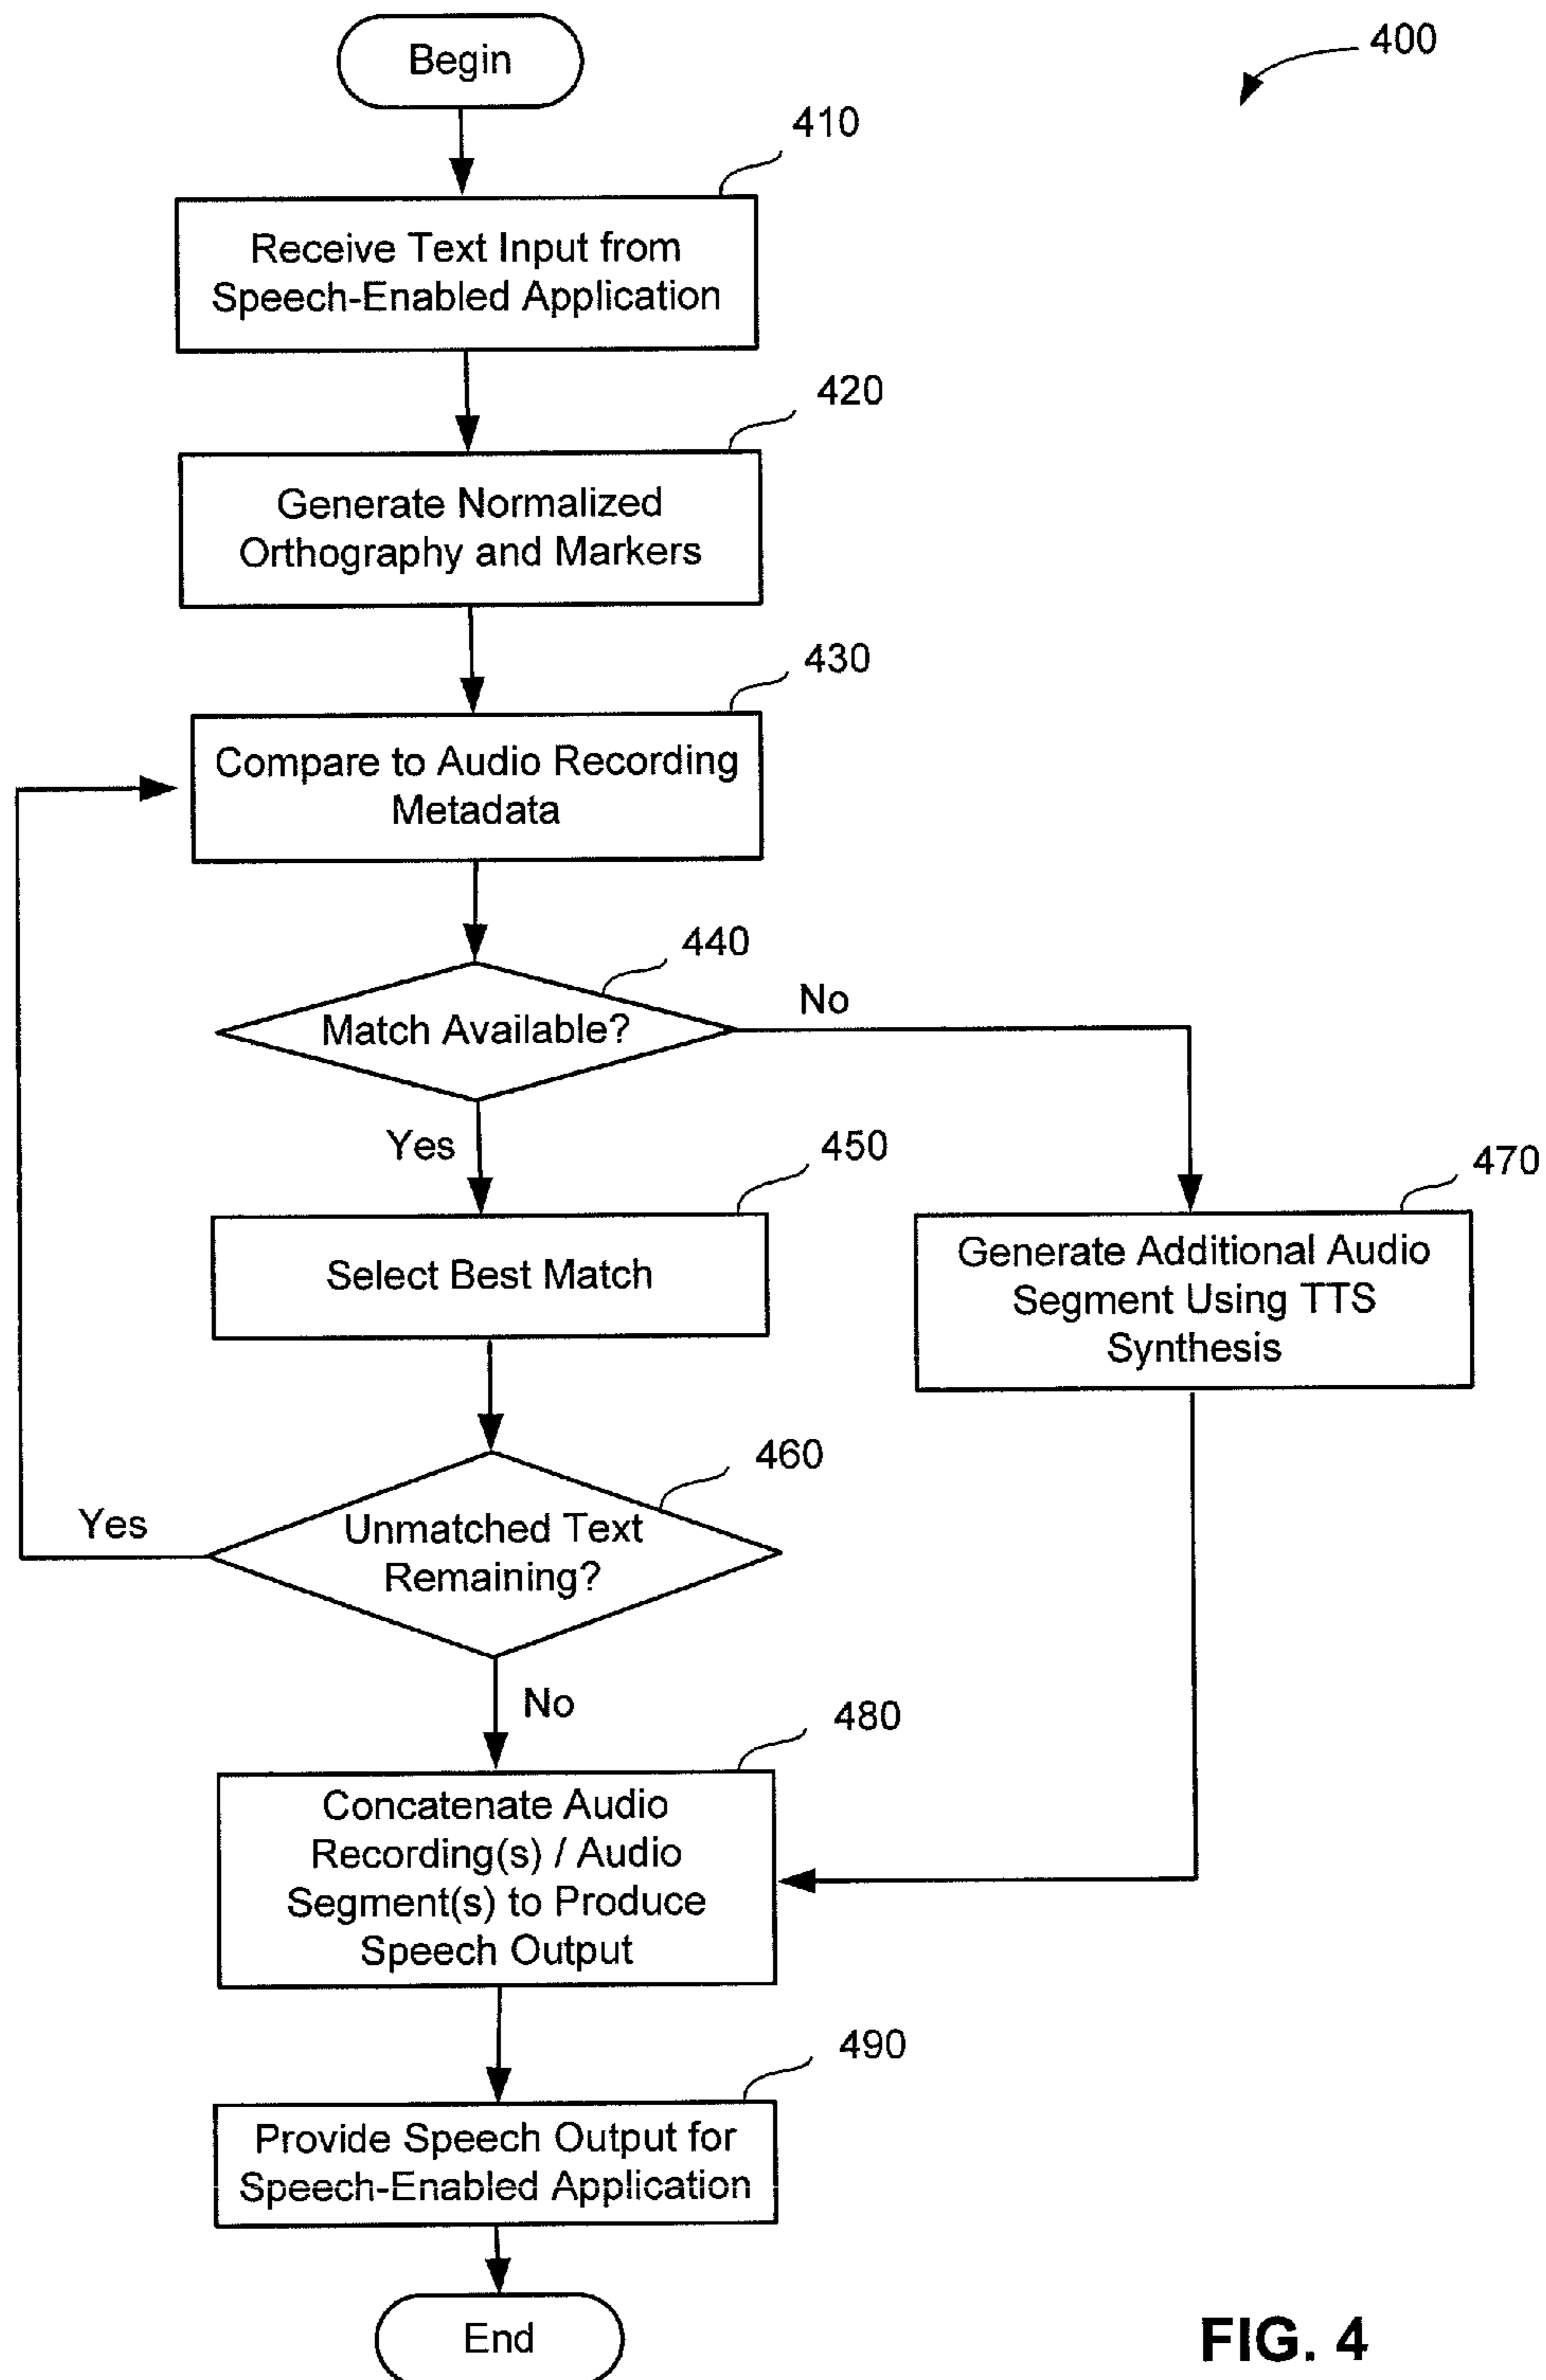 Begin
400
410
Receive Text Input from
Speech-Enabled Application
420
Generate Normalized
Orthography and Markers
430
Compare to Audio Recording
Metadata
440
Match Available?
No
Yes
450
Select Best Match
470
Generate Additional Audio
Segment Using TTS
Synthesis
460
Unmatched Text
Remaining?
Yes
No
480
Concatenate Audio
Recording(s) / Audio
Segment(s) to Produce
Speech Output
490
Provide Speech Output for
Speech-Enabled Application
End
FIG. 4